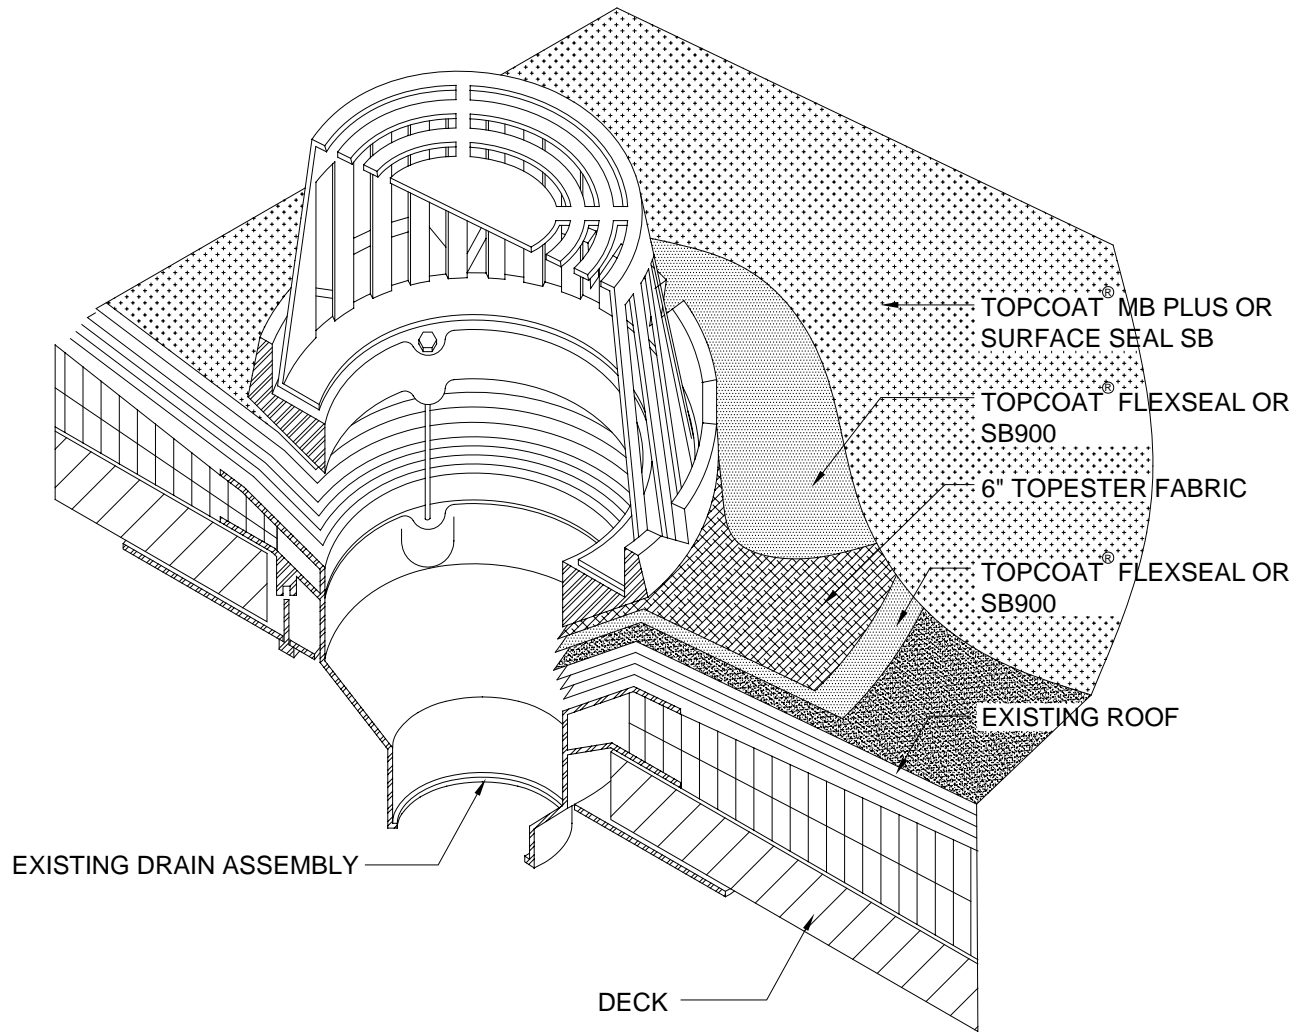 TOPCOAT® MB PLUS OR
SURFACE SEAL SB
TOPCOAT® FLEXSEAL OR
SB900
6" TOPESTER FABRIC
TOPCOAT® FLEXSEAL OR
SB900
EXISTING ROOF
EXISTING DRAIN ASSEMBLY
DECK